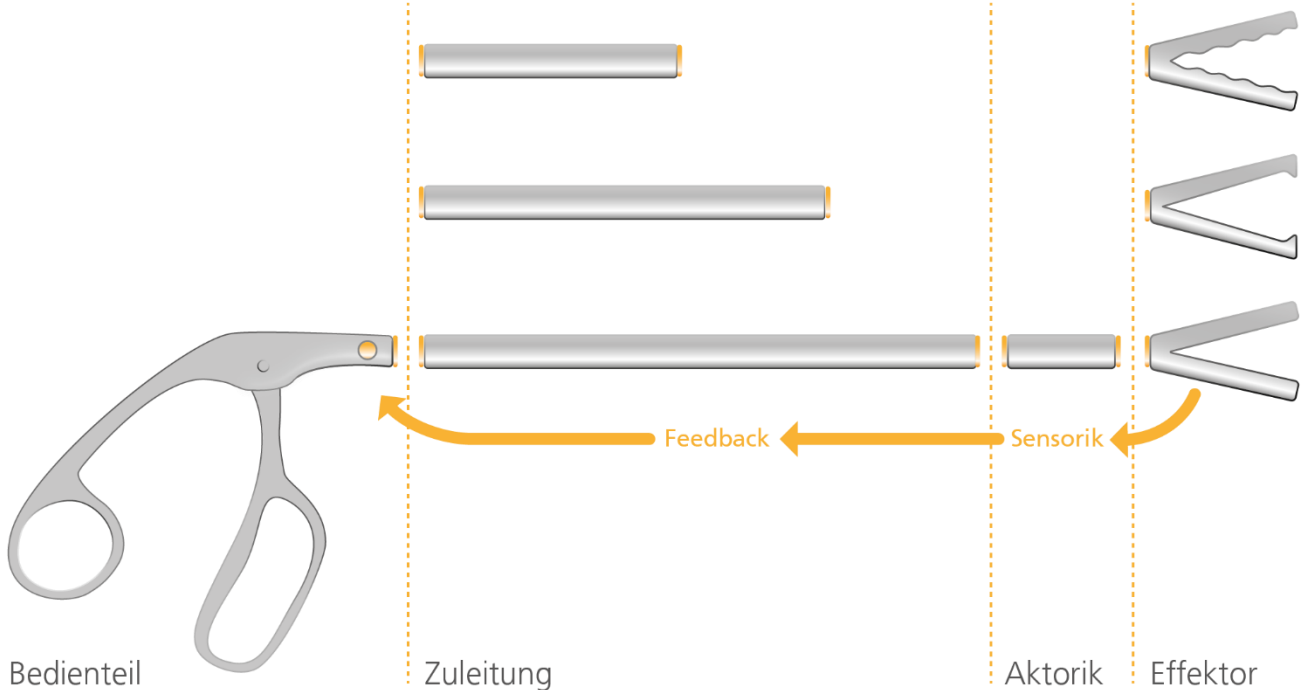 Feedback
Sensorik
Bedienteil
Zuleitung
Aktorik
Effektor